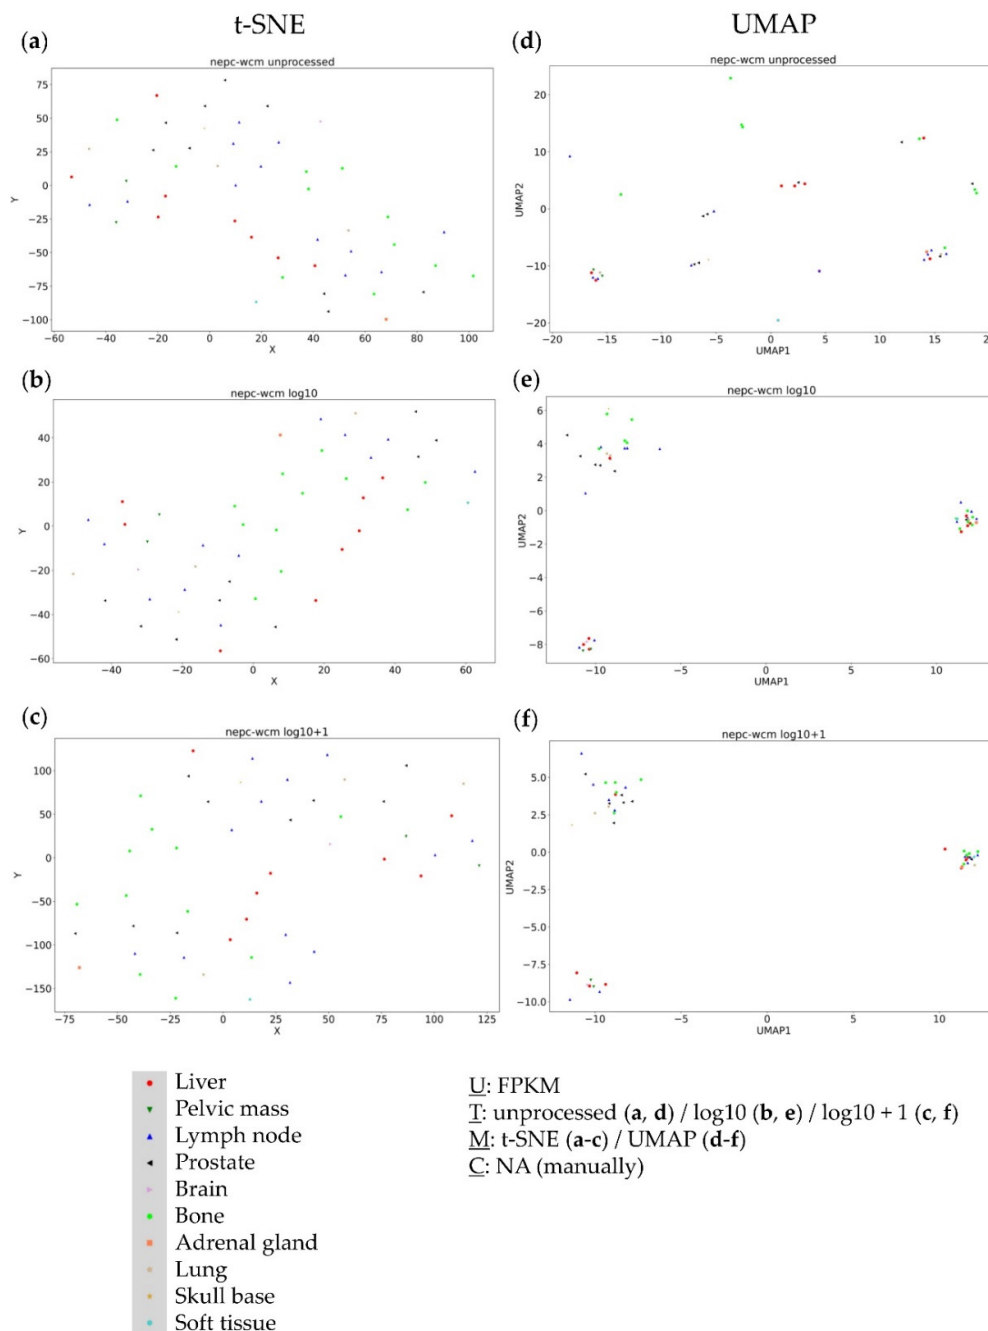 t-SNE
UMAP
(a)
nepc-wcm unprocessed
75
50
25
0
−25
−50
−75
−100
Y
−60
−40
−20
0
20
40
60
80
100
X
(d)
nepc-wcm unprocessed
20
10
0
−10
−20
UMAP2
−20
−15
−10
−5
0
5
10
15
UMAP1
(b)
nepc-wcm log10
40
20
0
−20
−40
−60
Y
−40
−20
0
20
40
60
X
(e)
nepc-wcm log10
6
4
2
0
−2
−4
−6
−8
UMAP2
−10
−5
0
5
10
UMAP1
(c)
nepc-wcm log10+1
100
50
0
−50
−100
−150
Y
−75
−50
−25
0
25
50
75
100
125
X
(f)
nepc-wcm log10+1
5.0
2.5
0.0
−2.5
−5.0
−7.5
−10.0
UMAP2
−10
−5
0
5
10
UMAP1
Liver
Pelvic mass
Lymph node
Prostate
Brain
Bone
Adrenal gland
Lung
Skull base
Soft tissue
U: FPKM
T: unprocessed (a, d) / log10 (b, e) / log10 + 1 (c, f)
M: t-SNE (a-c) / UMAP (d-f)
C: NA (manually)